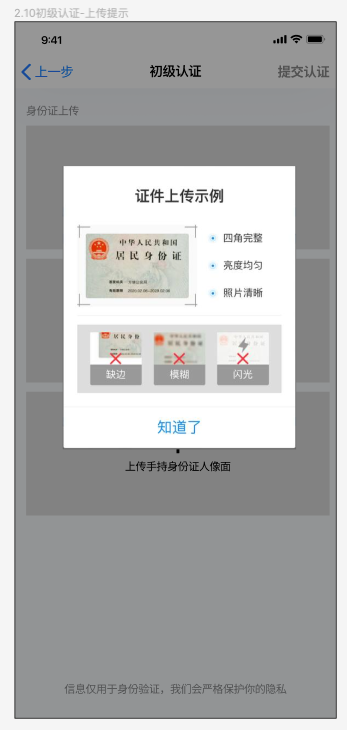 2.10初级认证-上传提示
9:41
上一步
初级认证
提交认证
身份证上传
证件上传示例
中华人民共和国
居民身份证
四角完整
亮度均匀
照片清晰
缺边
模糊
闪光
知道了
上传手持身份证人像面
信息仅用于身份验证，我们会严格保护你的隐私